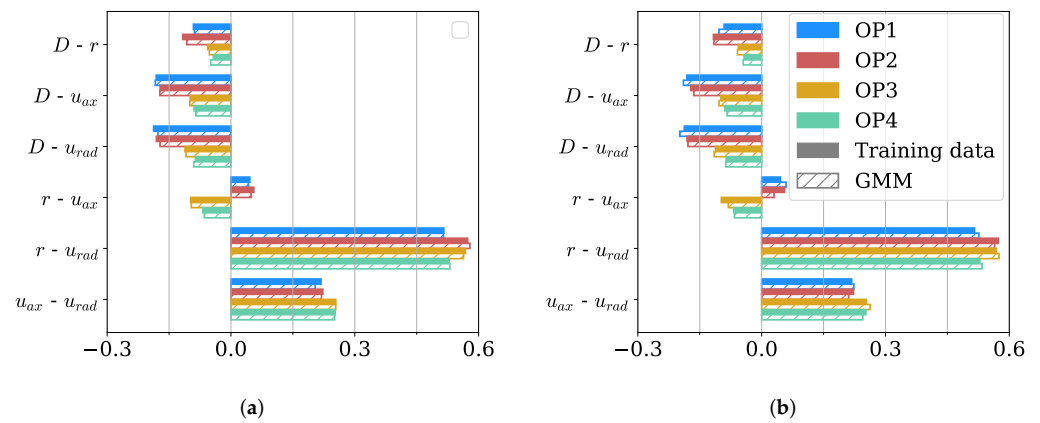 D - r
D - u_ax
D - u_rad
r - u_ax
r - u_rad
u_ax - u_rad
−0.3 0.0 0.3 0.6
(a)
D - r
D - u_ax
D - u_rad
r - u_ax
r - u_rad
u_ax - u_rad
−0.3 0.0 0.3 0.6
OP1
OP2
OP3
OP4
Training data
GMM
(b)